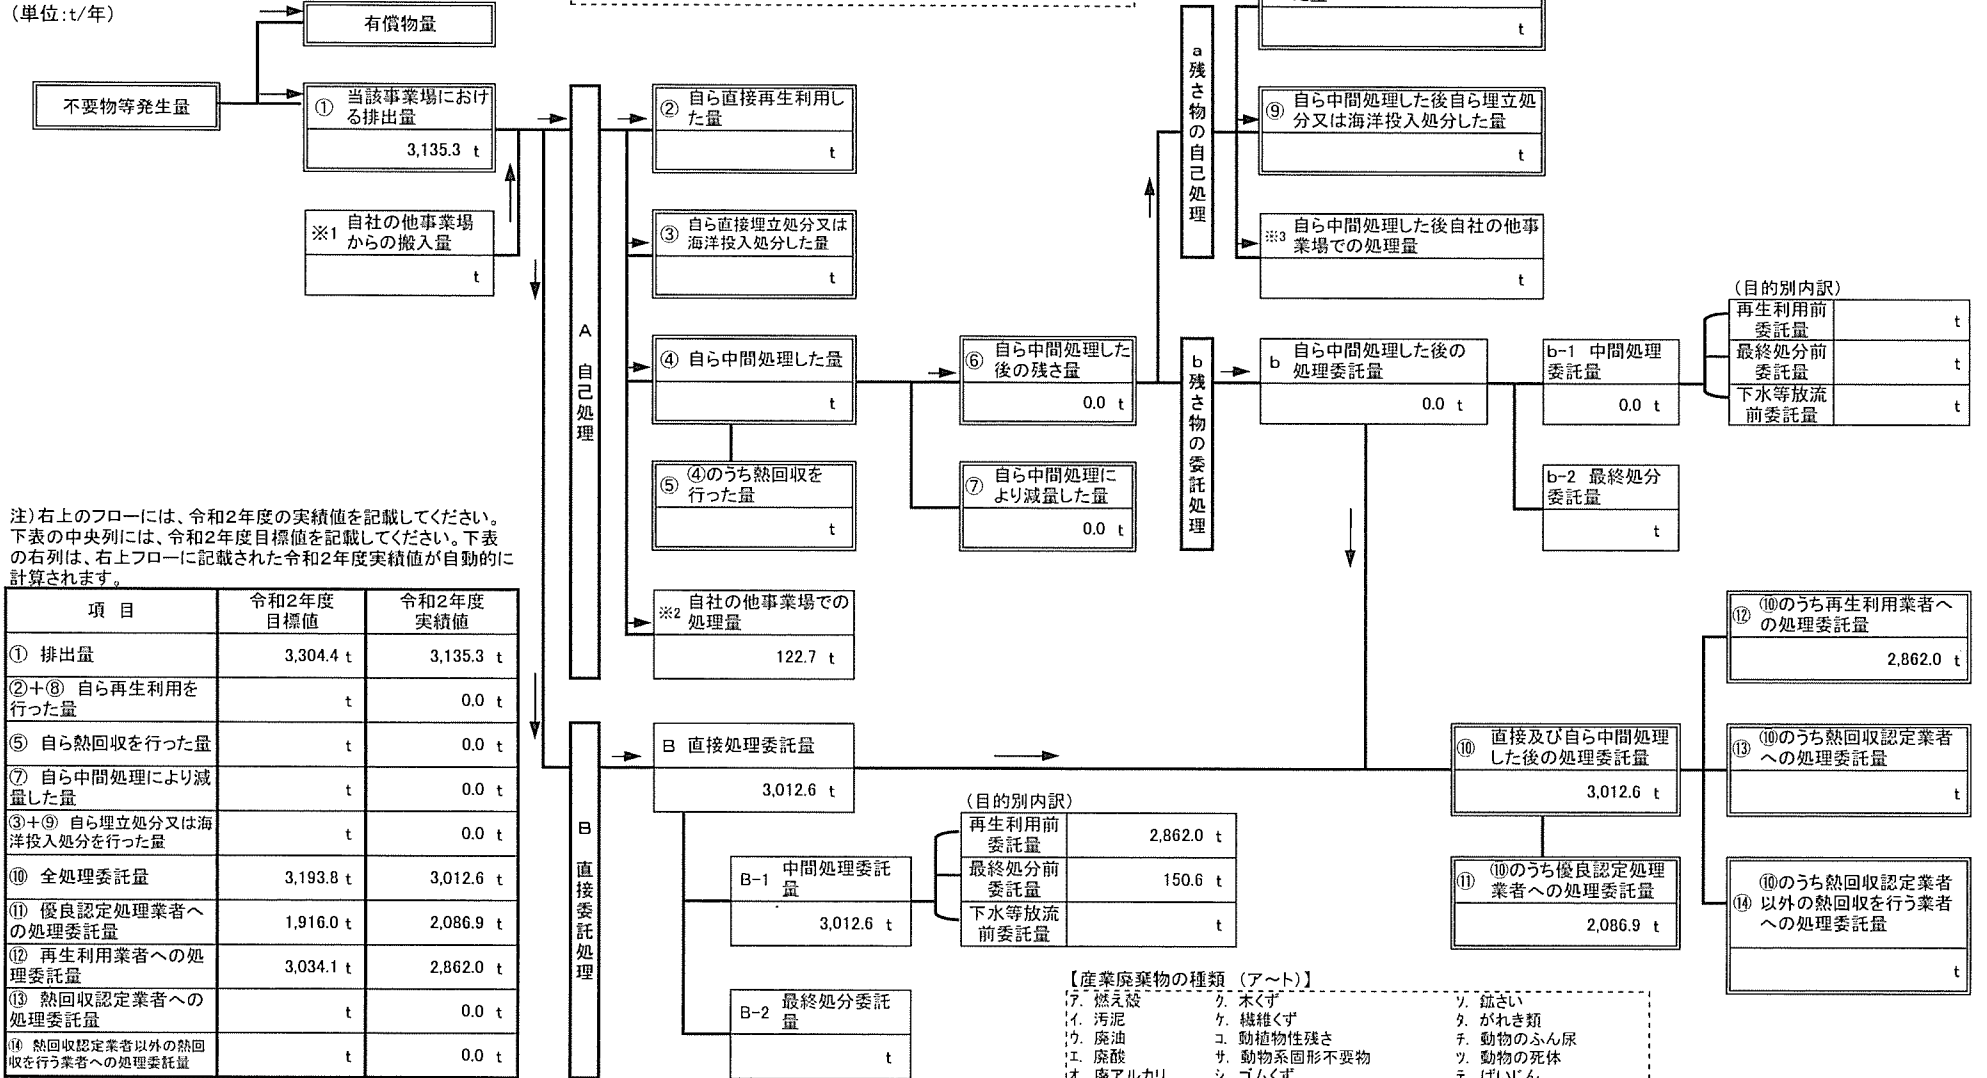 (単位:t/年)
有償物量
不要物等発生量
① 当該事業場におけ
る排出量
3,135.3 t
※1 自社の他事業場
からの搬入量
t
A 自己処理
② 自ら直接再生利用し
た量
t
③ 自ら直接埋立処分又は
海洋投入処分した量
t
④ 自ら中間処理した量
t
⑤ ④のうち熱回収を
行った量
t
※2 自社の他事業場での
処理量
122.7 t
⑥ 自ら中間処理した
後の残さ量
0.0 t
⑦ 自ら中間処理に
より減量した量
0.0 t
a 残さ物の自己処理
t
⑨ 自ら中間処理した後自ら埋立処
分又は海洋投入処分した量
t
※3 自ら中間処理した後自社の他事
業場での処理量
t
b 残さ物の委託処理
b 自ら中間処理した後の
処理委託量
0.0 t
b-1 中間処理
委託量
0.0 t
b-2 最終処分
委託量
t
(目的別内訳)
再生利用前
委託量
t
最終処分前
委託量
t
下水等放流
前委託量
t
注)右上のフローには、令和2年度の実績値を記載してください。
下表の中央列には、令和2年度目標値を記載してください。下表
の右列は、右上フローに記載された令和2年度実績値が自動的に
計算されます。
項 目
令和2年度
目標値
令和2年度
実績値
① 排出量
3,304.4 t
3,135.3 t
②+⑧ 自ら再生利用を
行った量
t
0.0 t
⑤ 自ら熱回収を行った量
t
0.0 t
⑦ 自ら中間処理により減
量した量
t
0.0 t
③+⑨ 自ら埋立処分又は海
洋投入処分を行った量
t
0.0 t
⑩ 全処理委託量
3,193.8 t
3,012.6 t
⑪ 優良認定処理業者へ
の処理委託量
1,916.0 t
2,086.9 t
⑫ 再生利用業者への処
理委託量
3,034.1 t
2,862.0 t
⑬ 熱回収認定業者への
処理委託量
t
0.0 t
⑭ 熱回収認定業者以外の熱回
収を行う業者への処理委託量
t
0.0 t
B 直接委託処理
B 直接処理委託量
3,012.6 t
B-1 中間処理委託
量
3,012.6 t
B-2 最終処分委託
量
t
(目的別内訳)
再生利用前
委託量
2,862.0 t
最終処分前
委託量
150.6 t
下水等放流
前委託量
t
⑩ 直接及び自ら中間処理
した後の処理委託量
3,012.6 t
⑪ ⑩のうち優良認定処理
業者への処理委託量
2,086.9 t
⑫ ⑩のうち再生利用業者へ
の処理委託量
2,862.0 t
⑬ ⑩のうち熱回収認定業者
への処理委託量
t
⑭ ⑩のうち熱回収認定業者
以外の熱回収を行う業者
への処理委託量
t
【産業廃棄物の種類 (ア~ト)】
ア. 燃え殻 ク. 木くず ソ. 鉱さい
イ. 汚泥 ケ. 繊維くず タ. がれき類
ウ. 廃油 コ. 動植物性残さ チ. 動物のふん尿
エ. 廃酸 サ. 動物系固形不要物 ツ. 動物の死体
オ. 廃アルカリ シ. ゴムくず テ. ばいじん